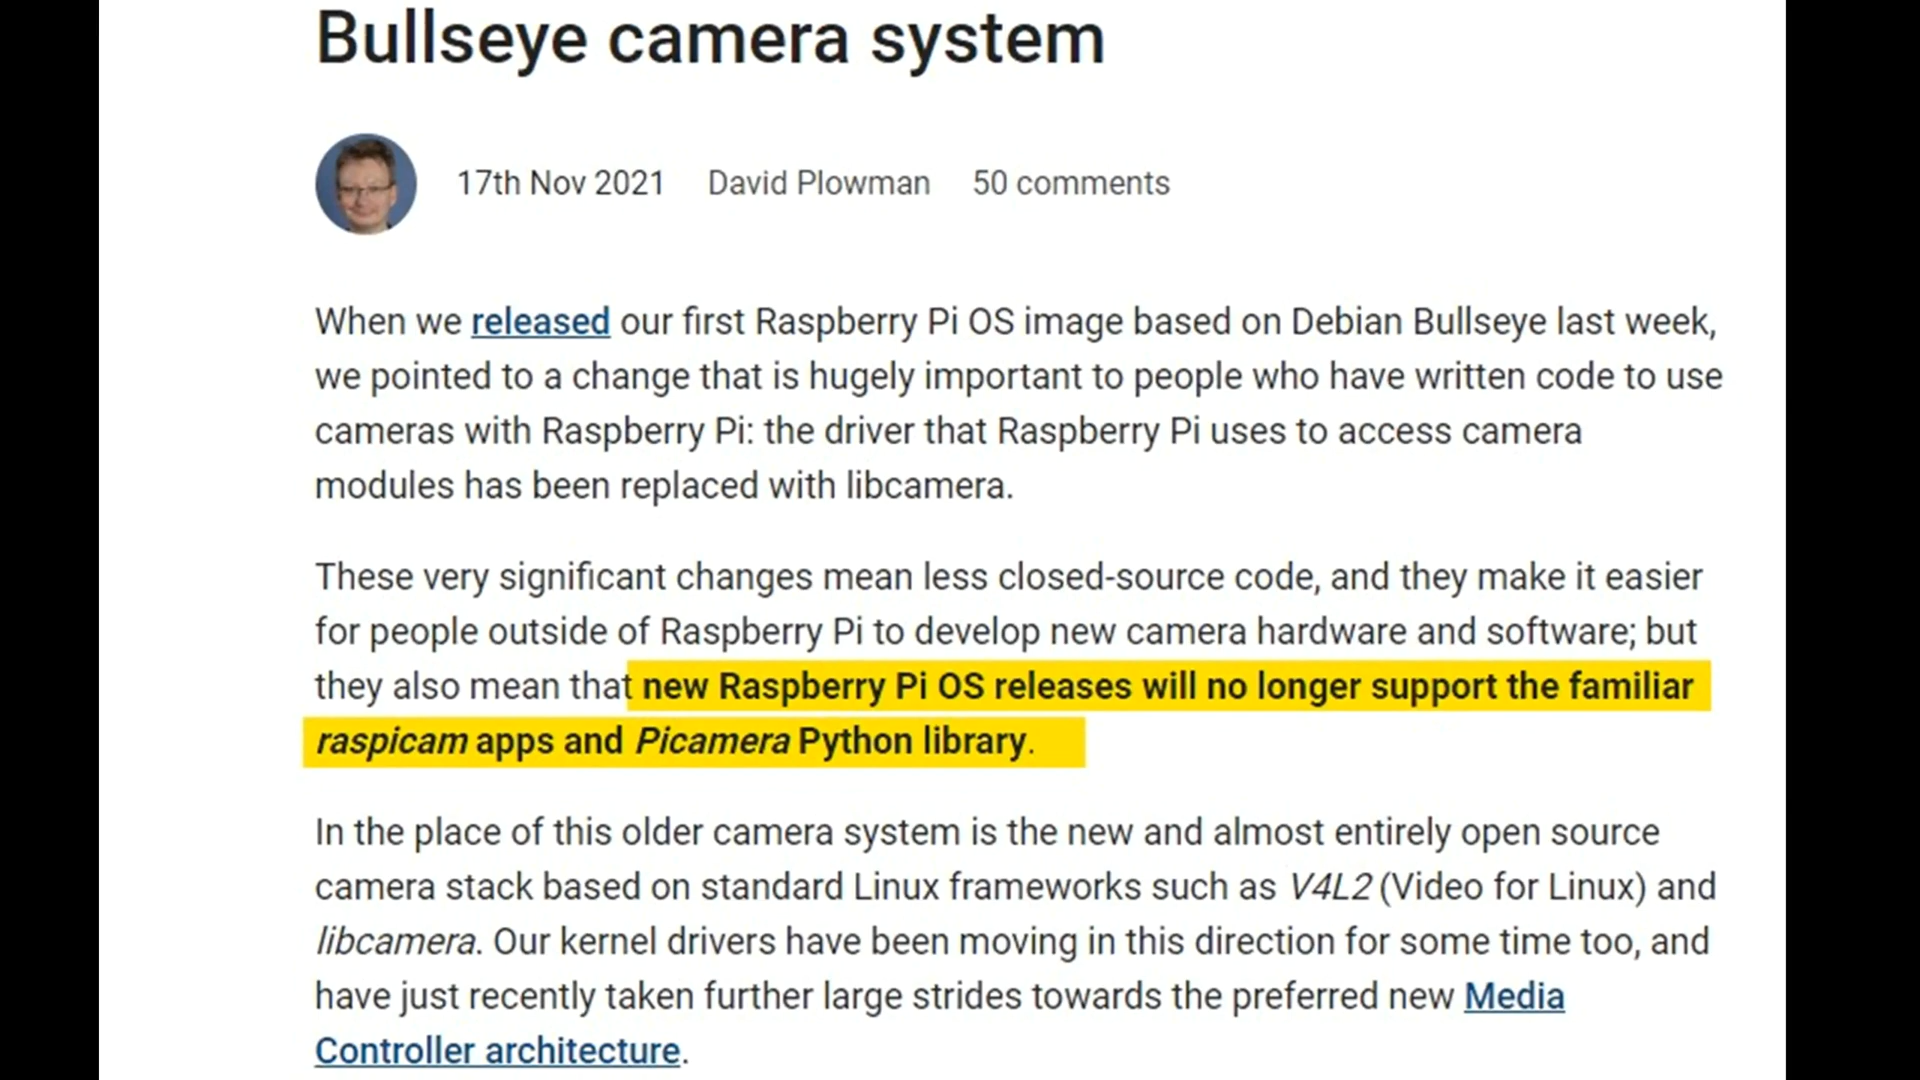 Bullseye camera system
17th Nov 2021 David Plowman 50 comments
When we released our first Raspberry Pi OS image based on Debian Bullseye last week,
we pointed to a change that is hugely important to people who have written code to use
cameras with Raspberry Pi: the driver that Raspberry Pi uses to access camera
modules has been replaced with libcamera.
These very significant changes mean less closed-source code, and they make it easier
for people outside of Raspberry Pi to develop new camera hardware and software; but
they also mean that new Raspberry Pi OS releases will no longer support the familiar
raspicam apps and Picamera Python library.
In the place of this older camera system is the new and almost entirely open source
camera stack based on standard Linux frameworks such as V4L2 (Video for Linux) and
libcamera. Our kernel drivers have been moving in this direction for some time too, and
have just recently taken further large strides towards the preferred new Media
Controller architecture.